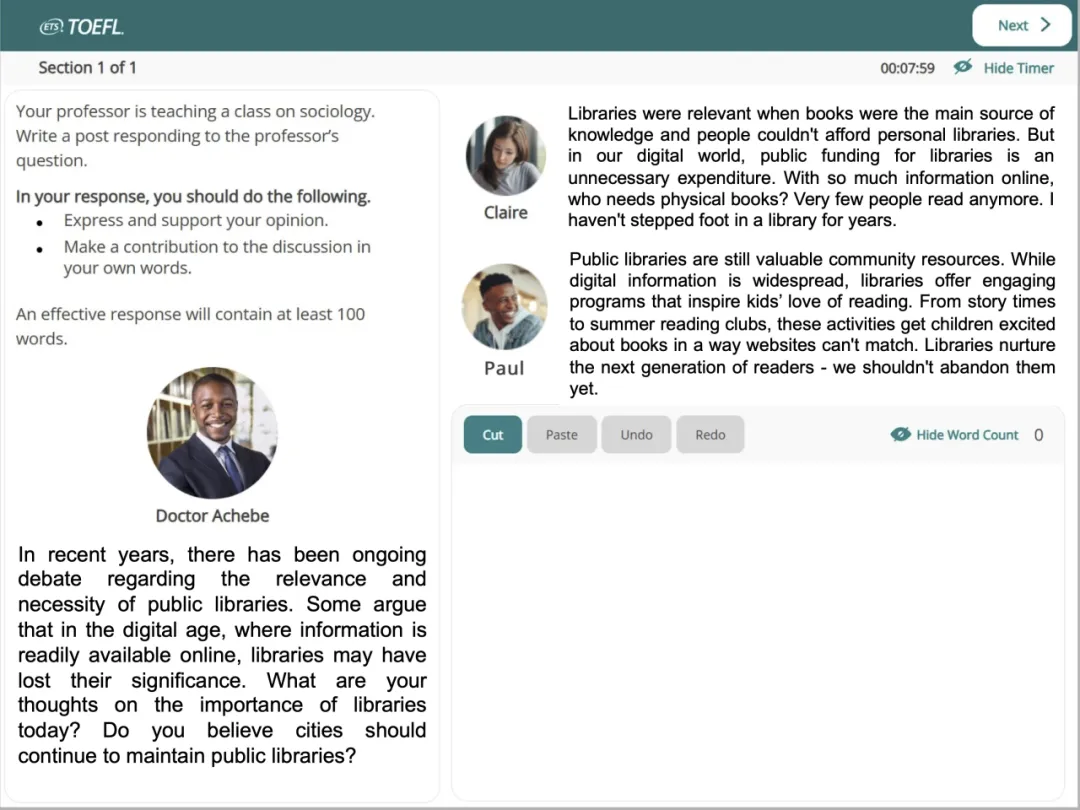 ETS TOEFL.
Next
Section 1 of 1
00:07:59
Hide Timer
Your professor is teaching a class on sociology.
Write a post responding to the professor's
question.
In your response, you should do the following.
• Express and support your opinion.
• Make a contribution to the discussion in
your own words.
An effective response will contain at least 100
words.
Doctor Achebe
In recent years, there has been ongoing
debate regarding the relevance and
necessity of public libraries. Some argue
that in the digital age, where information is
readily available online, libraries may have
lost their significance. What are your
thoughts on the importance of libraries
today? Do you believe cities should
continue to maintain public libraries?
Claire
Libraries were relevant when books were the main source of
knowledge and people couldn't afford personal libraries. But
in our digital world, public funding for libraries is an
unnecessary expenditure. With so much information online,
who needs physical books? Very few people read anymore. I
haven't stepped foot in a library for years.
Paul
Public libraries are still valuable community resources. While
digital information is widespread, libraries offer engaging
programs that inspire kids’ love of reading. From story times
to summer reading clubs, these activities get children excited
about books in a way websites can't match. Libraries nurture
the next generation of readers - we shouldn't abandon them
yet.
Cut
Paste
Undo
Redo
Hide Word Count
0